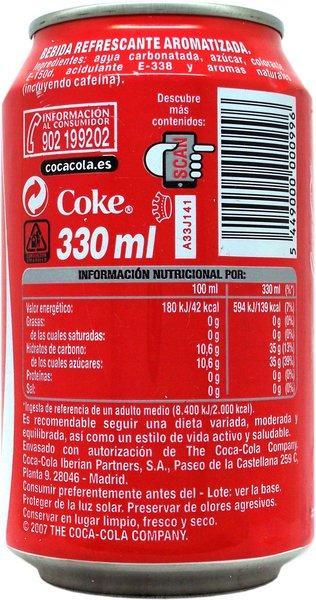 BEBIDA REFRESCANTE AROMATIZADA.
Ingredientes: agua carbonatada, azúcar, colorante
E-150d, acidulante E-338 y aromas naturales
(incluyendo cafeína).
Descubre
más
contenidos:
INFORMACIÓN
AL CONSUMIDOR
902 199202
cocacola.es
SCAN
Coke®
330 ml
A33J141
5 449000 000996
INFORMACIÓN NUTRICIONAL POR:
100 ml 330 ml (%*)
Valor energético: 180 kJ/42 kcal 594 kJ/139 kcal (7%)
Grasas: 0 g 0 g (0%)
de las cuales saturadas: 0 g 0 g (0%)
Hidratos de carbono: 10,6 g 35 g (13%)
de los cuales azúcares: 10,6 g 35 g (39%)
Proteínas: 0 g 0 g (0%)
Sal: 0 g 0 g (0%)
*Ingesta de referencia de un adulto medio (8.400 kJ/2.000 kcal).
Es recomendable seguir una dieta variada, moderada y
equilibrada, así como un estilo de vida activo y saludable.
Envasado con autorización de The Coca-Cola Company.
Coca-Cola Iberian Partners, S.A., Paseo de la Castellana 259 C,
Planta 9. 28046 - Madrid.
Consumir preferentemente antes del - Lote: ver la base.
Proteger de la luz solar. Preservar de olores agresivos.
Conservar en lugar limpio, fresco y seco.
© 2007 THE COCA-COLA COMPANY.